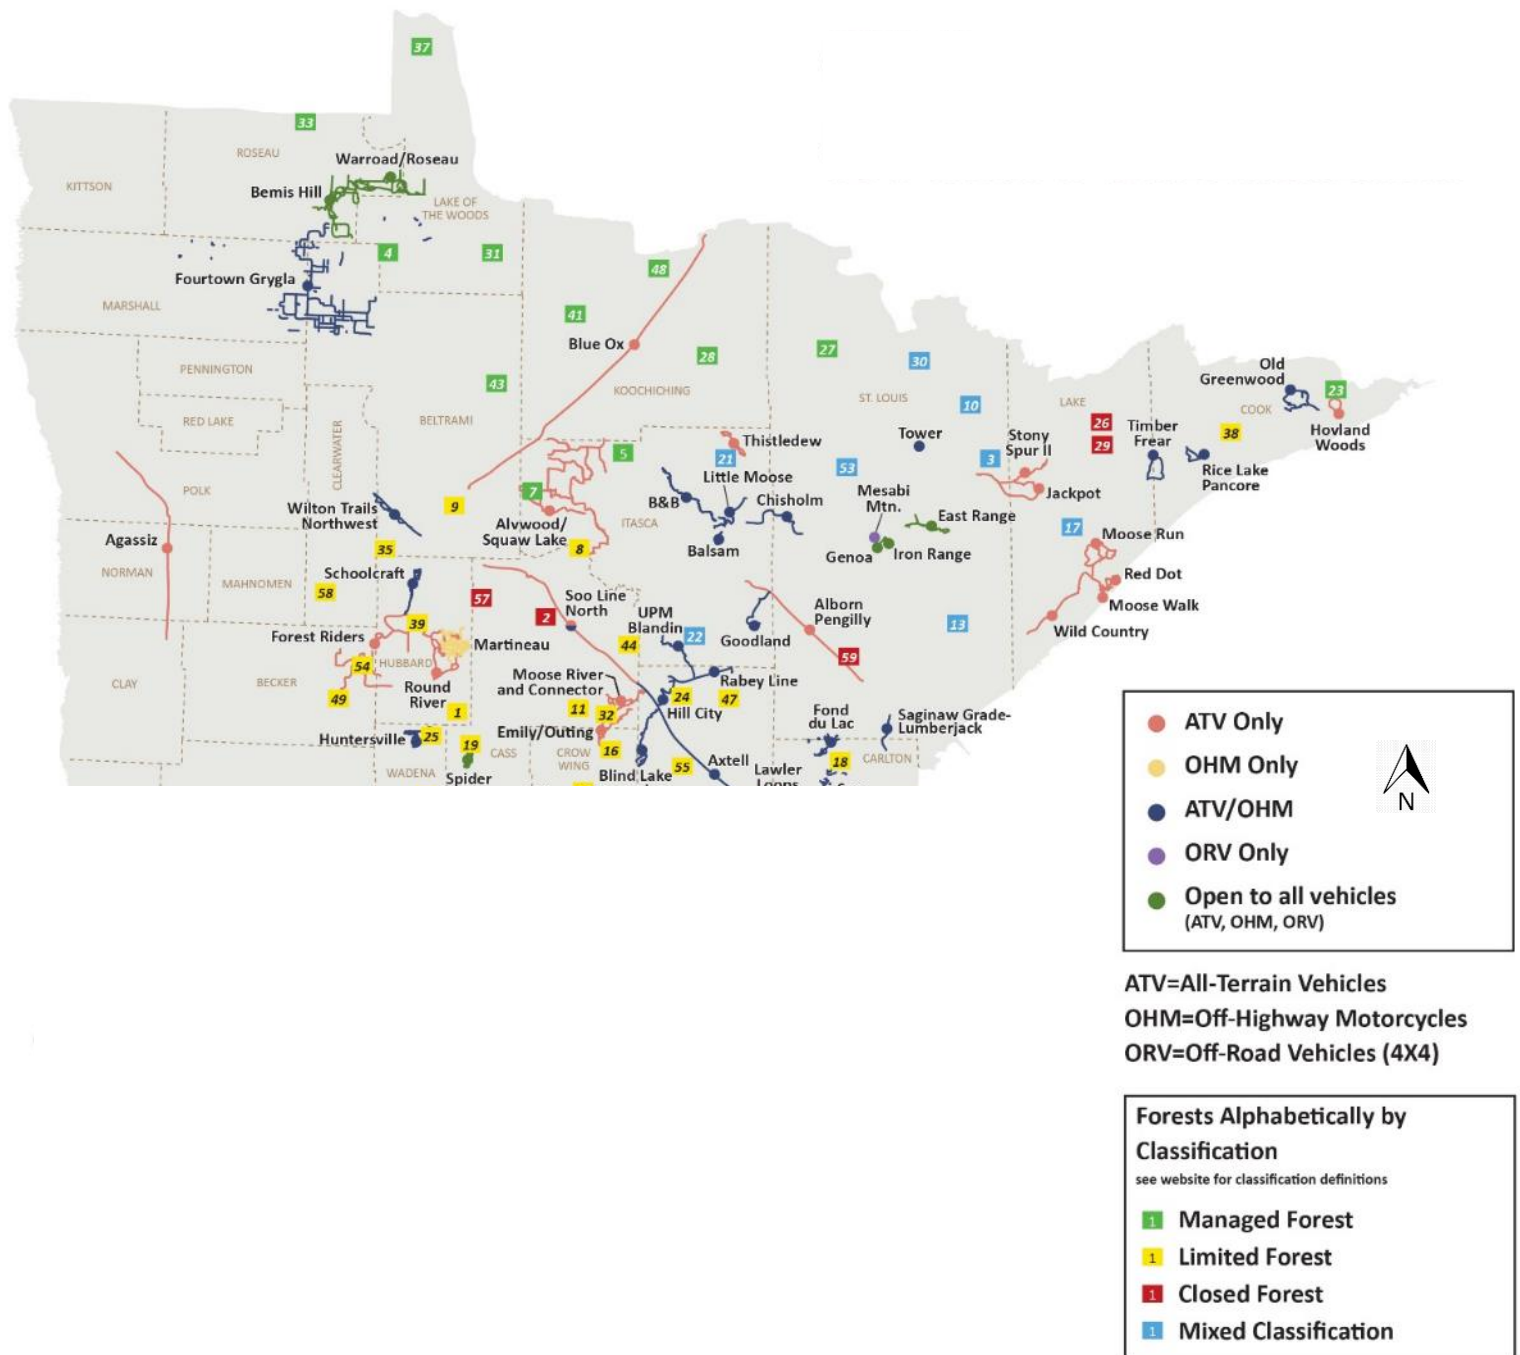 37
33
ROSEAU
Warroad/Roseau
KITTSON
Bemis Hill
LAKE OF
THE WOODS
4
31
48
Fourtown Grygla
MARSHALL
41
Blue Ox
28
27
30
PENNINGTON
43
KOOCHICHING
ST. LOUIS
10
LAKE
Old
Greenwood
23
COOK
RED LAKE
BELTRAMI
CLEARWATER
26
29
Timber
Frear
38
Hovland
Woods
Thistledew
Tower
Stony
Spur II
5
21
53
3
Rice Lake
Pancore
POLK
7
Little Moose
B&B
Chisholm
Mesabi
Mtn.
Jackpot
Wilton Trails
Northwest
9
Alvwood/
Squaw Lake
ITASCA
East Range
17
Agassiz
35
8
Balsam
Genoa
Iron Range
Moose Run
NORMAN
MAHNOMEN
Schoolcraft
Red Dot
58
57
Soo Line
North
2
UPM
Blandin
Alborn
Pengilly
Moose Walk
39
13
Wild Country
Forest Riders
Martineau
44
22
Goodland
59
54
HUBBARD
CLAY
BECKER
49
Round
River
Moose River
and Connector
Rabey Line
1
11
32
24
47
Hill City
Fond
du Lac
Saginaw Grade-
Lumberjack
Huntersville
25
19
Emily/Outing
CASS
CROW
WING
16
55
Axtell
18
CARLTON
WADENA
Spider
Blind Lake
Lawler
Loops
ATV Only
OHM Only
ATV/OHM
ORV Only
Open to all vehicles
(ATV, OHM, ORV)
N
ATV=All-Terrain Vehicles
OHM=Off-Highway Motorcycles
ORV=Off-Road Vehicles (4X4)
Forests Alphabetically by
Classification
see website for classification definitions
1 Managed Forest
1 Limited Forest
1 Closed Forest
1 Mixed Classification